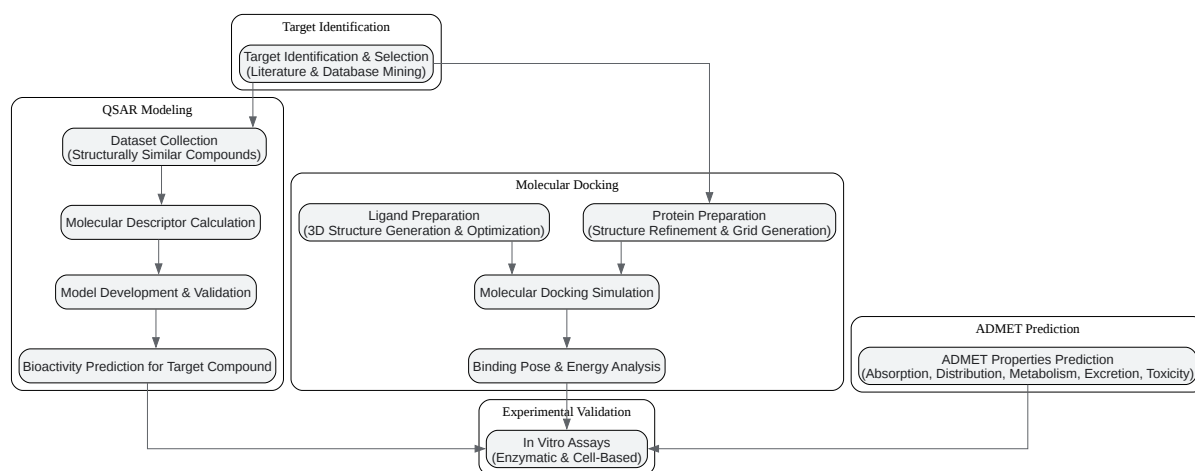 Target Identification
Target Identification & Selection
(Literature & Database Mining)
QSAR Modeling
Dataset Collection
(Structurally Similar Compounds)
Molecular Descriptor Calculation
Model Development & Validation
Bioactivity Prediction for Target Compound
Molecular Docking
Ligand Preparation
(3D Structure Generation & Optimization)
Protein Preparation
(Structure Refinement & Grid Generation)
Molecular Docking Simulation
Binding Pose & Energy Analysis
ADMET Prediction
ADMET Properties Prediction
(Absorption, Distribution, Metabolism, Excretion, Toxicity)
Experimental Validation
In Vitro Assays
(Enzymatic & Cell-Based)